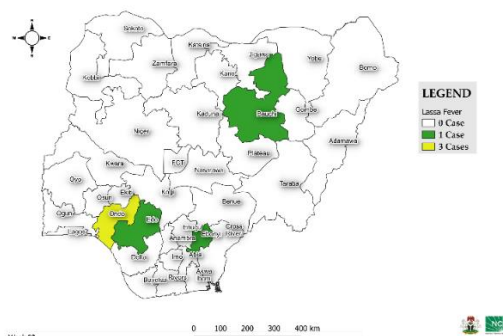 N
W E
S
Sokoto
Katsina
Jigawa
Yobe
Borno
Zamfara
Kebbi
Kano
Kaduna
Bauchi
Gombe
Niger
Adamawa
Plateau
Kwara
FCT
Nasarawa
Oyo
Taraba
Kogi
Ekiti
Osun
Benue
Ondo
Edo
Ogun
Enugu
Ebonyi
Cross
River
Lagos
Anambra
Abia
Delta
Imo
Akwa
Ibom
Bayelsa
Rivers
LEGEND
Lassa Fever
0 Case
1 Case
3 Cases
0 100 200 300 400 km